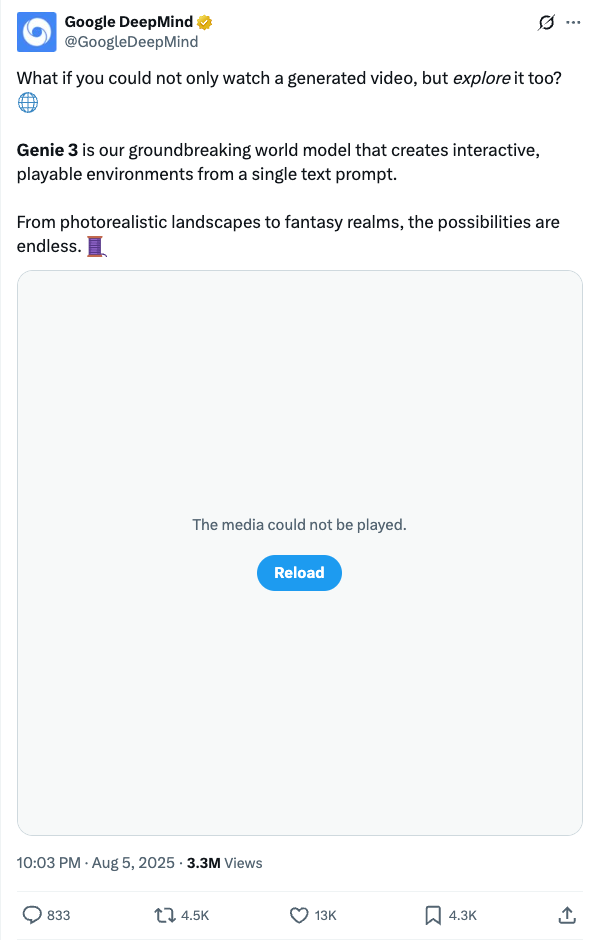 Google DeepMind
@GoogleDeepMind
What if you could not only watch a generated video, but explore it too?
🌐
Genie 3 is our groundbreaking world model that creates interactive,
playable environments from a single text prompt.
From photorealistic landscapes to fantasy realms, the possibilities are
endless. 🧵
The media could not be played.
Reload
10:03 PM · Aug 5, 2025 · 3.3M Views
833 4.5K 13K 4.3K